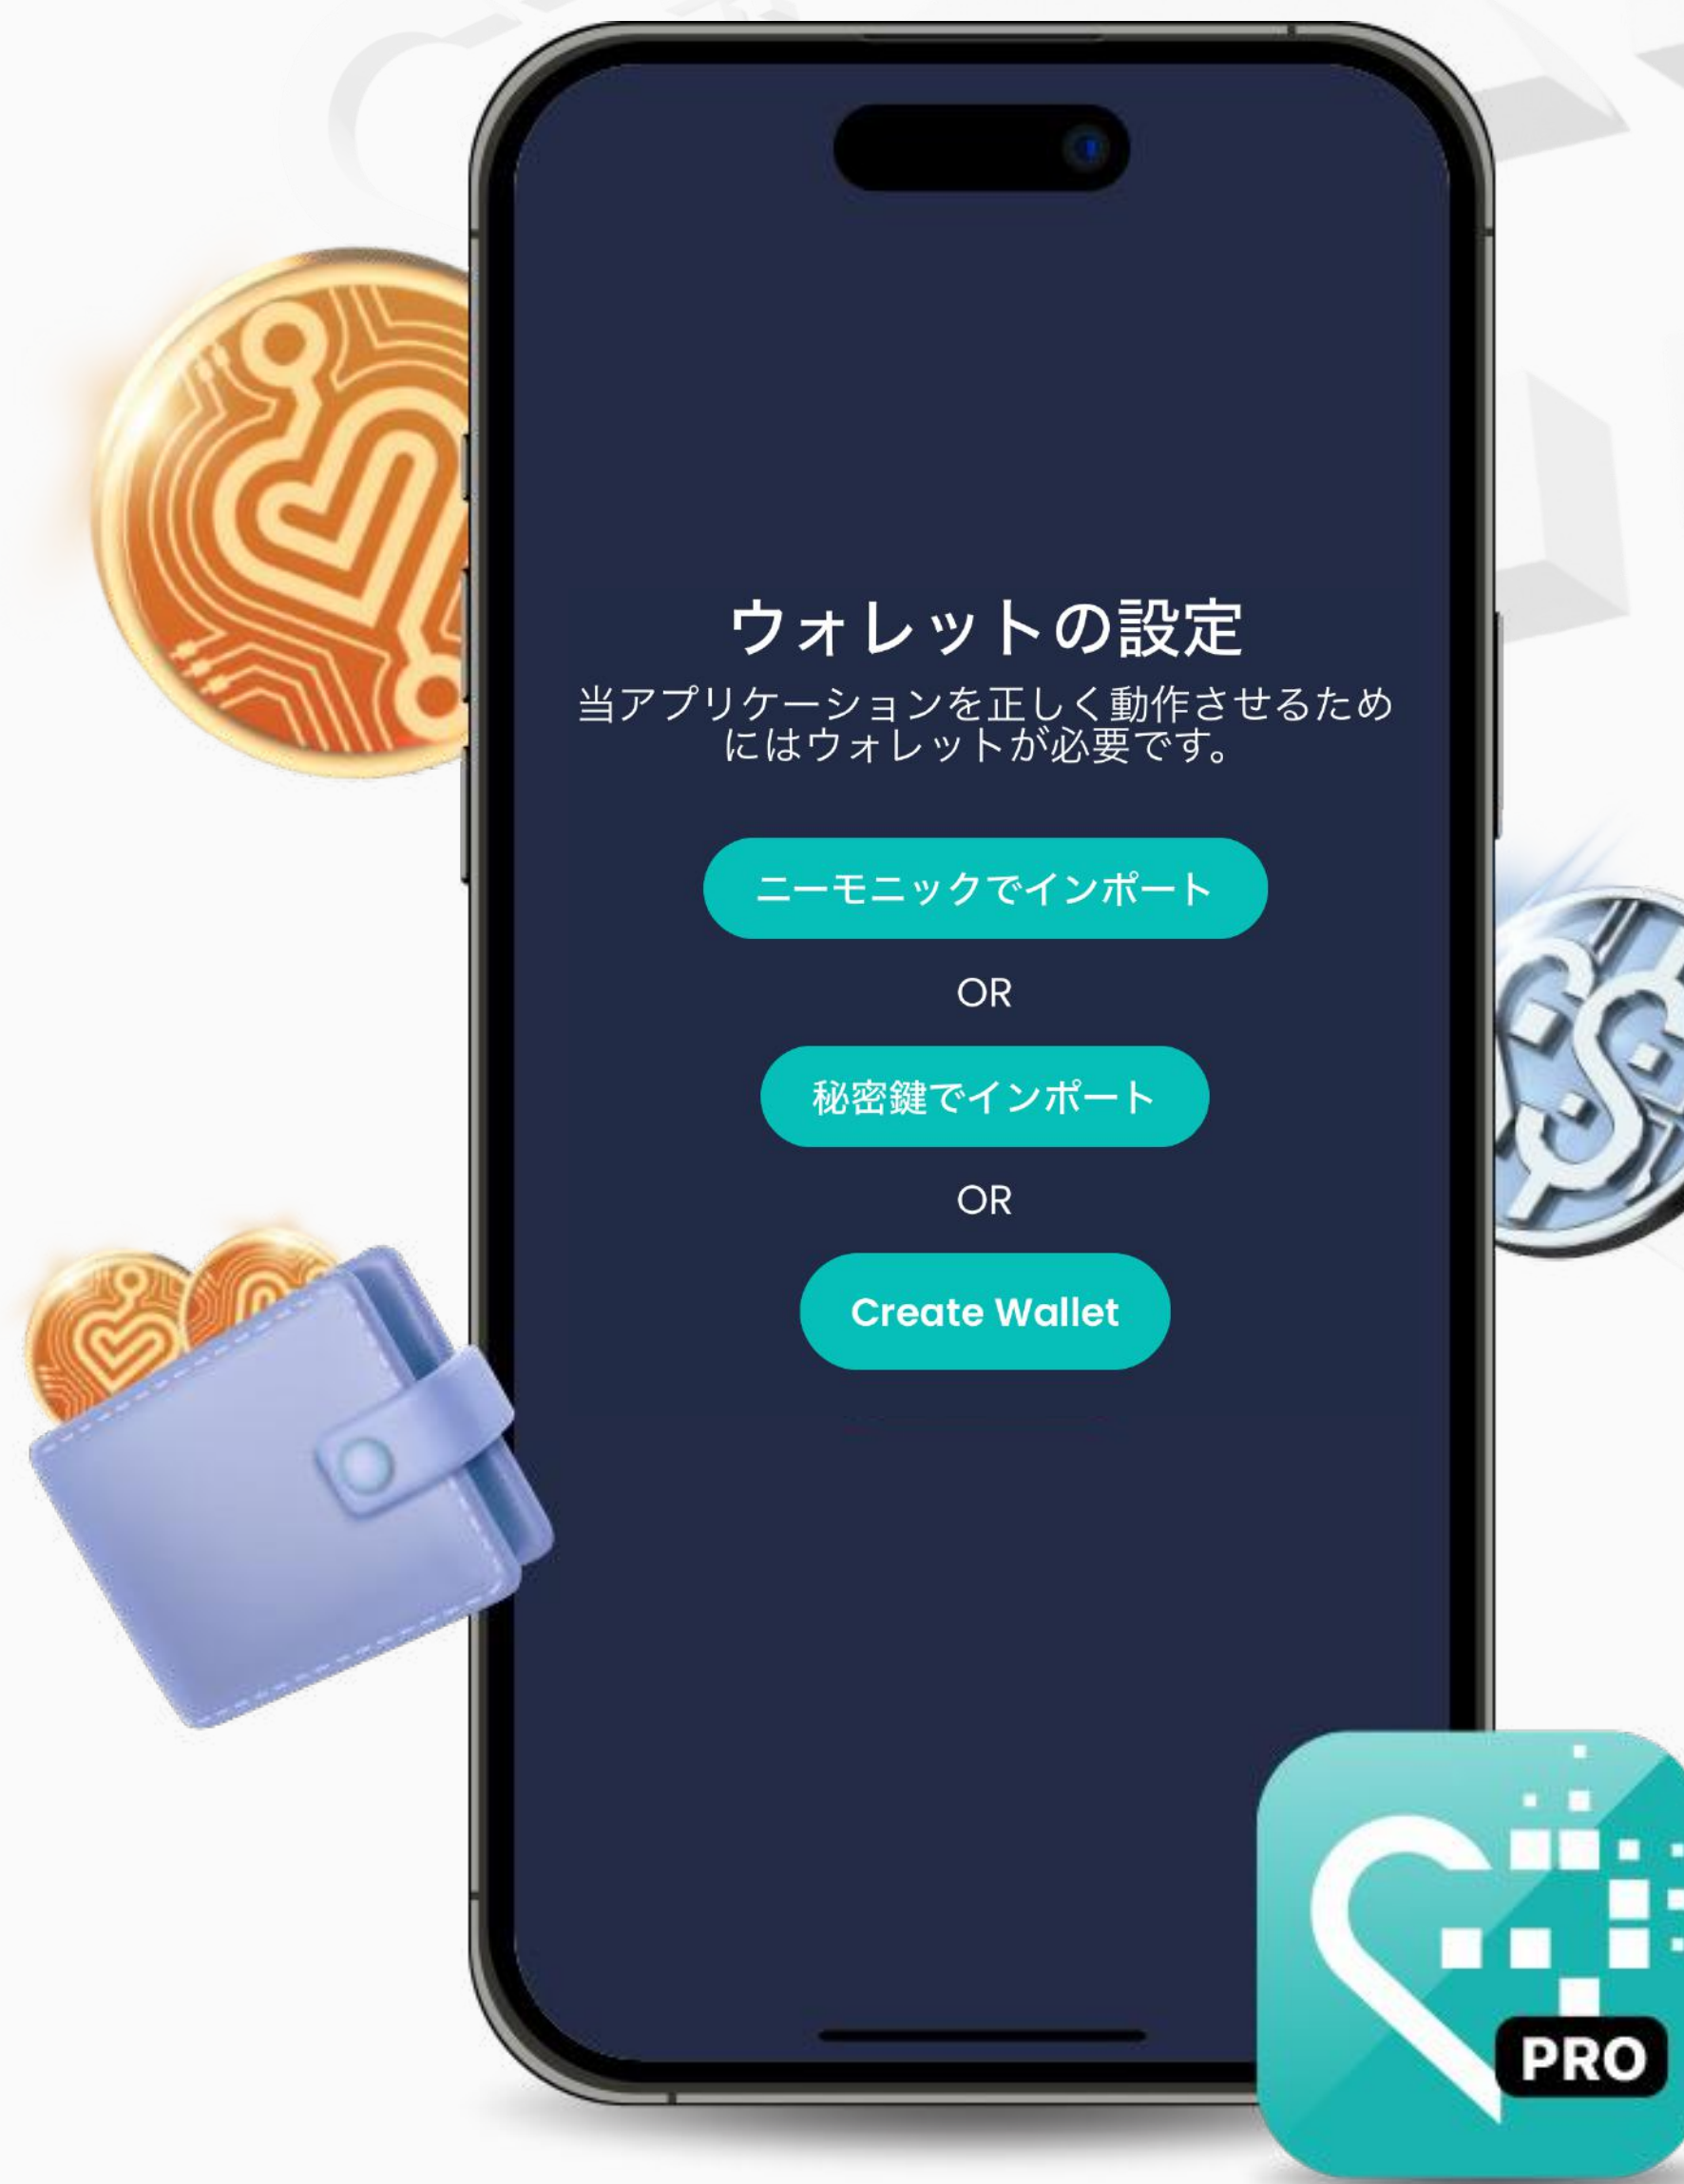 ウォレットの設定
当アプリケーションを正しく動作させるため
にはウォレットが必要です。
ニーモニックでインポート
OR
秘密鍵でインポート
OR
Create Wallet
PRO